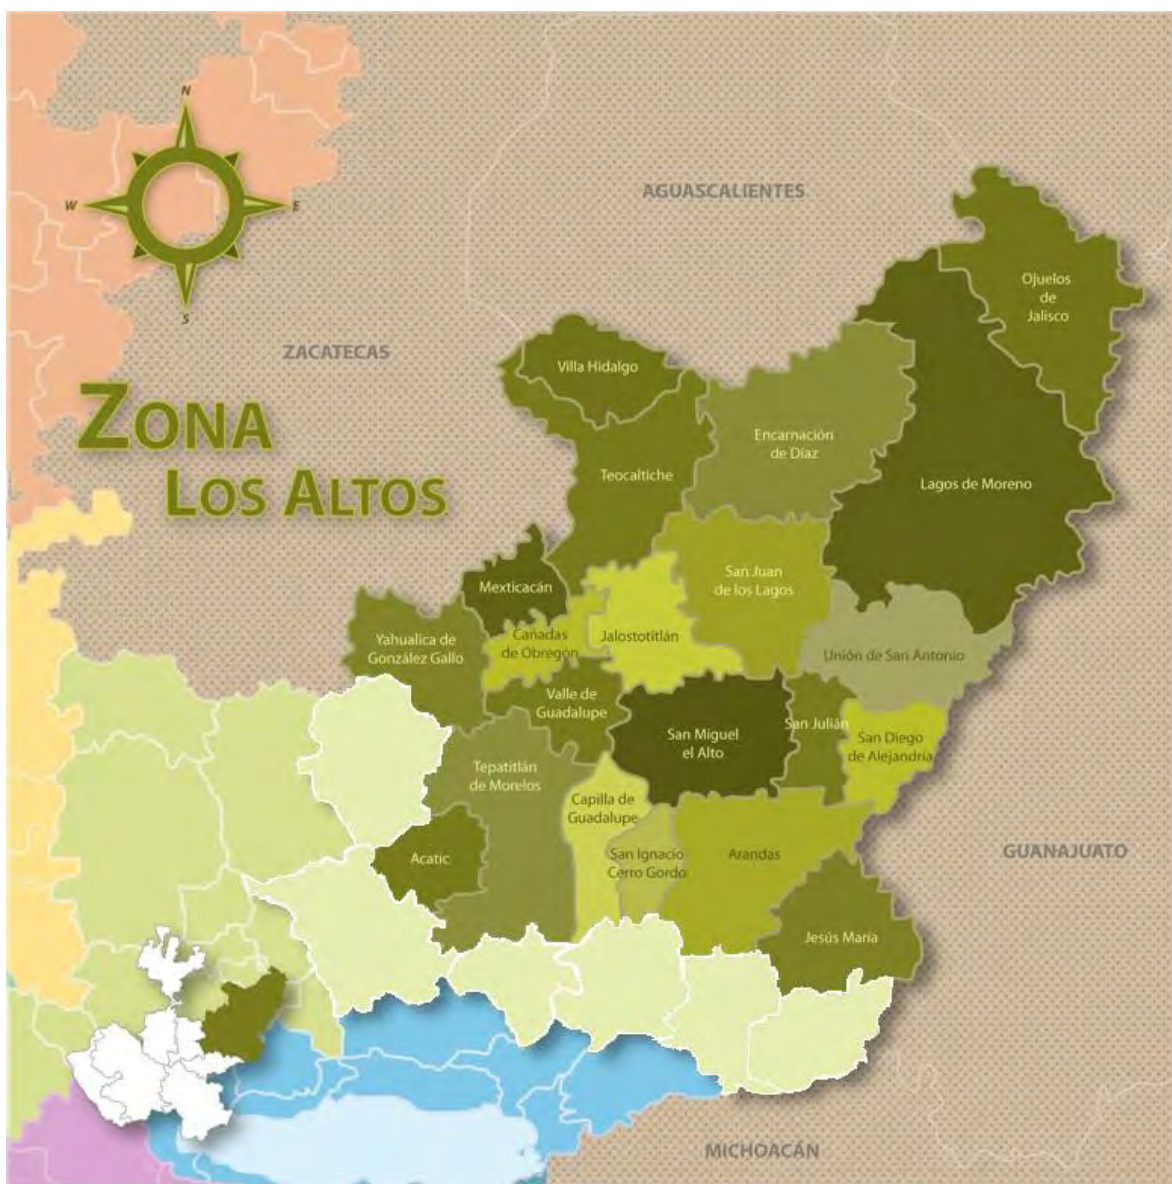 N
W
E
S
AGUASCALIENTES
ZACATECAS
ZONA
LOS ALTOS
Ojuelos
de
Jalisco
Villa Hidalgo
Encarnación
de Díaz
Teocaltiche
Lagos de Moreno
Mexticacán
San Juan
de los Lagos
Yahualica de
González Gallo
Cañadas
de Obregón
Jalostotitlán
Unión de San Antonio
Valle de
Guadalupe
San Miguel
el Alto
San Julián
San Diego
de Alejandría
Tepatitlán
de Morelos
Capilla de
Guadalupe
Acatic
San Ignacio
Cerro Gordo
Arandas
GUANAJUATO
Jesús María
MICHOACÁN